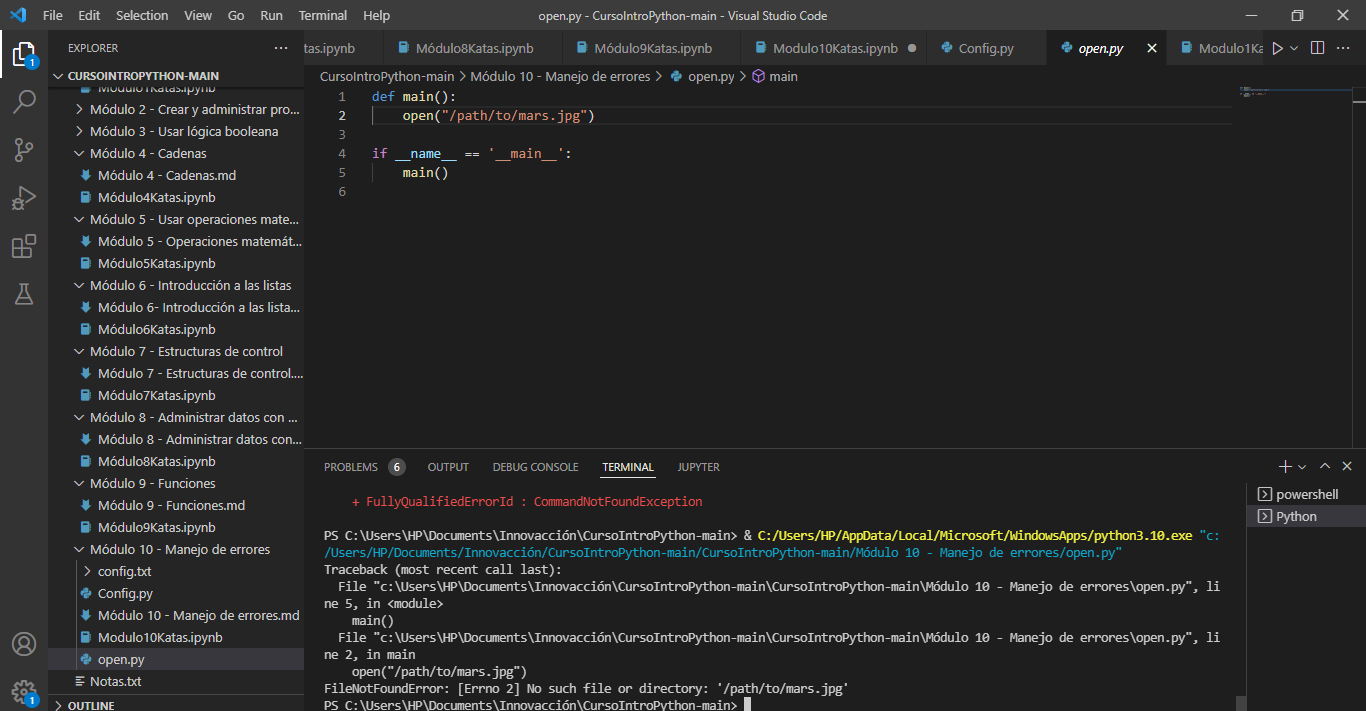 File Edit Selection View Go Run Terminal Help
open.py - CursoIntroPython-main - Visual Studio Code
EXPLORER
CURSOINTROPYTHON-MAIN
Modulo1Katas.ipynb
Módulo 2 - Crear y administrar pro...
Módulo 3 - Usar lógica booleana
Módulo 4 - Cadenas
Módulo 4 - Cadenas.md
Módulo4Katas.ipynb
Módulo 5 - Usar operaciones mate...
Módulo 5 - Operaciones matemát...
Módulo5Katas.ipynb
Módulo 6 - Introducción a las listas
Módulo 6- Introducción a las lista...
Módulo6Katas.ipynb
Módulo 7 - Estructuras de control
Módulo 7 - Estructuras de control....
Módulo7Katas.ipynb
Módulo 8 - Administrar datos con ...
Módulo 8 - Administrar datos con...
Módulo8Katas.ipynb
Módulo 9 - Funciones
Módulo 9 - Funciones.md
Módulo9Katas.ipynb
Módulo 10 - Manejo de errores
config.txt
Config.py
Módulo 10 - Manejo de errores.md
Modulo10Katas.ipynb
open.py
Notas.txt
OUTLINE
1
1
tas.ipynb Módulo8Katas.ipynb Módulo9Katas.ipynb Modulo10Katas.ipynb Config.py open.py Modulo1Ka
CursoIntroPython-main > Módulo 10 - Manejo de errores > open.py > main
1 def main():
2 open("/path/to/mars.jpg")
3
4 if __name__ == '__main__':
5 main()
6
PROBLEMS 6 OUTPUT DEBUG CONSOLE TERMINAL JUPYTER
+ FullyQualifiedErrorId : CommandNotFoundException
PS C:\Users\HP\Documents\Innovacción\CursoIntroPython-main> & C:/Users/HP/AppData/Local/Microsoft/WindowsApps/python3.10.exe "c:
/Users/HP/Documents/Innovacción/CursoIntroPython-main/CursoIntroPython-main/Módulo 10 - Manejo de errores/open.py"
Traceback (most recent call last):
File "c:\Users\HP\Documents\Innovacción\CursoIntroPython-main\CursoIntroPython-main\Módulo 10 - Manejo de errores\open.py", li
ne 5, in <module>
main()
File "c:\Users\HP\Documents\Innovacción\CursoIntroPython-main\CursoIntroPython-main\Módulo 10 - Manejo de errores\open.py", li
ne 2, in main
open("/path/to/mars.jpg")
FileNotFoundError: [Errno 2] No such file or directory: '/path/to/mars.jpg'
PS C:\Users\HP\Documents\Innovacción\CursoIntroPython-main>
powershell
Python